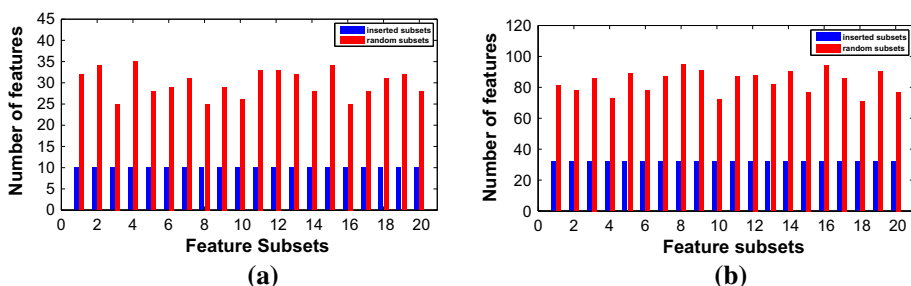 45
40
35
30
25
20
15
10
5
0
Number of features
inserted subsets
random subsets
0 2 4 6 8 10 12 14 16 18 20
Feature Subsets
(a)
120
100
80
60
40
20
0
Number of features
inserted subsets
random subsets
0 2 4 6 8 10 12 14 16 18 20
Feature subsets
(b)